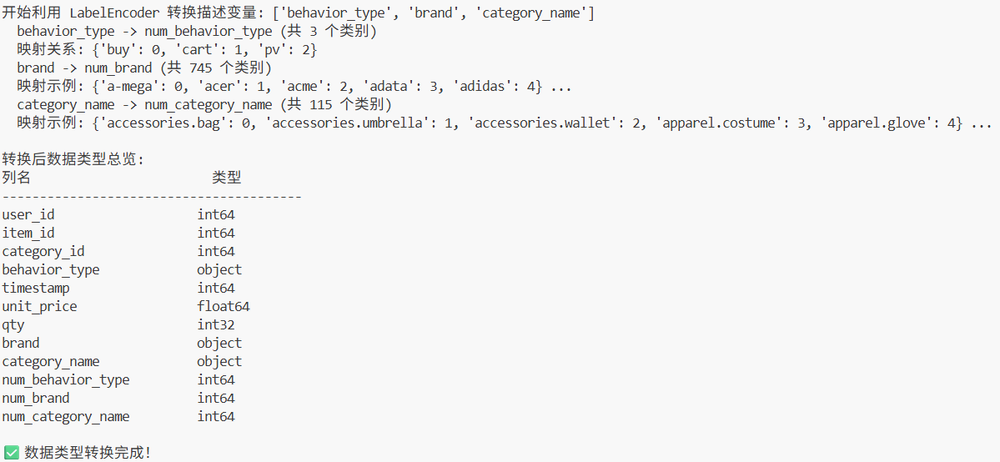 开始利用 LabelEncoder 转换描述变量: ['behavior_type', 'brand', 'category_name']
  behavior_type -> num_behavior_type (共 3 个类别)
  映射关系: {'buy': 0, 'cart': 1, 'pv': 2}
  brand -> num_brand (共 745 个类别)
  映射示例: {'a-mega': 0, 'acer': 1, 'acme': 2, 'adata': 3, 'adidas': 4} ...
  category_name -> num_category_name (共 115 个类别)
  映射示例: {'accessories.bag': 0, 'accessories.umbrella': 1, 'accessories.wallet': 2, 'apparel.costume': 3, 'apparel.glove': 4} ...

转换后数据类型总览:
列名                        类型
----------------------------------------
user_id                   int64
item_id                   int64
category_id               int64
behavior_type             object
timestamp                 int64
unit_price                float64
qty                       int32
brand                     object
category_name             object
num_behavior_type         int64
num_brand                 int64
num_category_name         int64

✅ 数据类型转换完成!